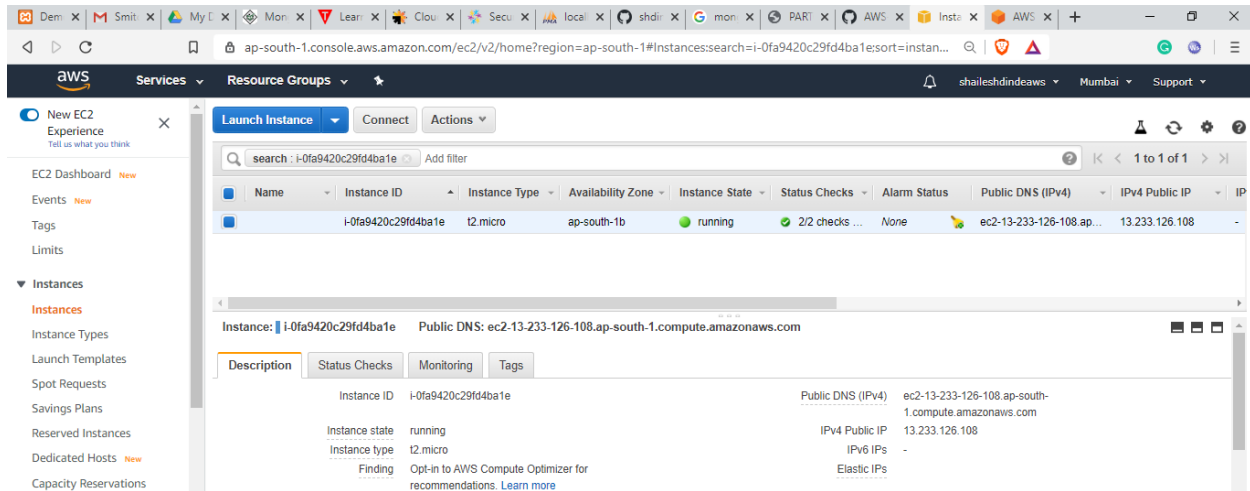 Dem
Smit
My D
Mon
Lear
Clou
Secu
local
shdir
mon
PART
AWS
Insta
AWS
ap-south-1.console.aws.amazon.com/ec2/v2/home?region=ap-south-1#Instances:search=i-0fa9420c29fd4ba1e;sort=instan...
aws
Services
Resource Groups
shaileshdindeaws
Mumbai
Support
New EC2
Experience
Tell us what you think
EC2 Dashboard New
Events New
Tags
Limits
Instances
Instances
Instance Types
Launch Templates
Spot Requests
Savings Plans
Reserved Instances
Dedicated Hosts New
Capacity Reservations
Launch Instance
Connect
Actions
search : i-0fa9420c29fd4ba1e Add filter
1 to 1 of 1
Name Instance ID Instance Type Availability Zone Instance State Status Checks Alarm Status Public DNS (IPv4) IPv4 Public IP IP
i-0fa9420c29fd4ba1e t2.micro ap-south-1b running 2/2 checks ... None ec2-13-233-126-108.ap... 13.233.126.108 -
Instance: i-0fa9420c29fd4ba1e Public DNS: ec2-13-233-126-108.ap-south-1.compute.amazonaws.com
Description Status Checks Monitoring Tags
Instance ID i-0fa9420c29fd4ba1e
Instance state running
Instance type t2.micro
Finding Opt-in to AWS Compute Optimizer for
recommendations. Learn more
Public DNS (IPv4) ec2-13-233-126-108.ap-south-
1.compute.amazonaws.com
IPv4 Public IP 13.233.126.108
IPv6 IPs -
Elastic IPs